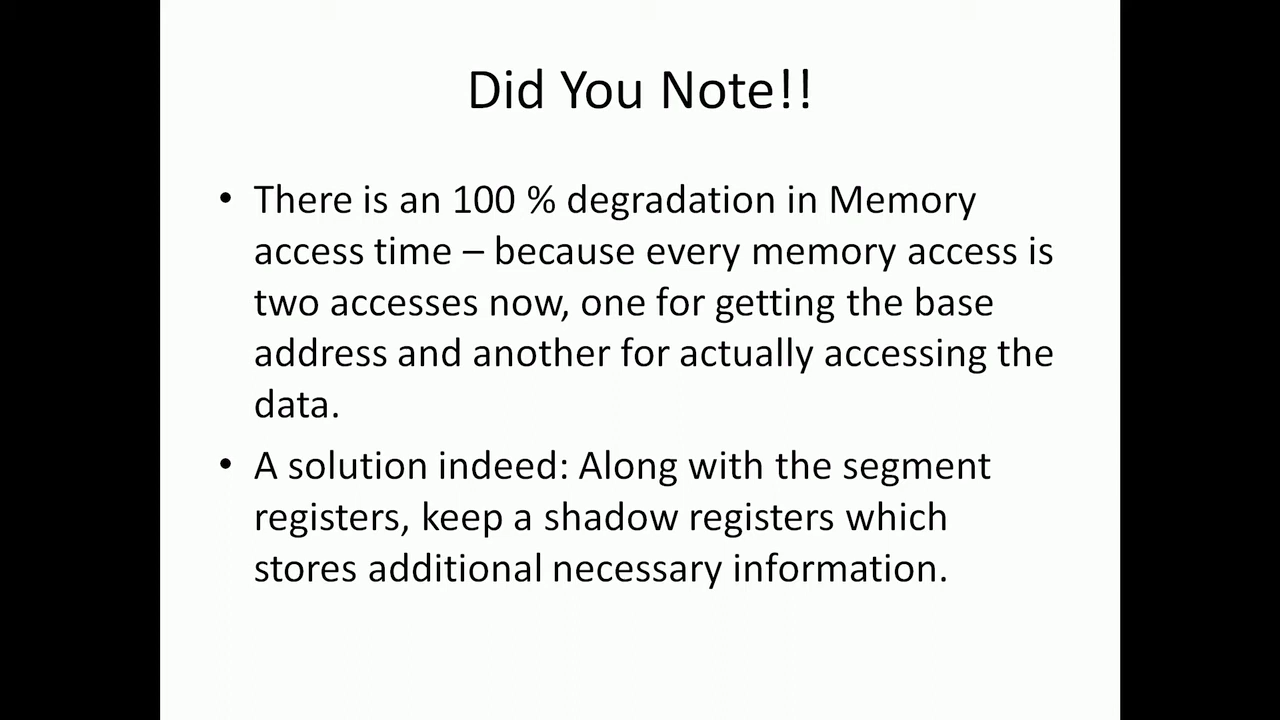 Did You Note!!
• There is an 100 % degradation in Memory
access time – because every memory access is
two accesses now, one for getting the base
address and another for actually accessing the
data.
• A solution indeed: Along with the segment
registers, keep a shadow registers which
stores additional necessary information.